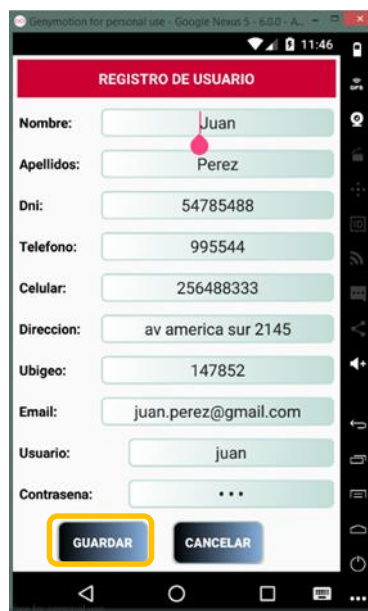 Genymotion for personal use - Google Nexus 5 - 6.0.0 - A...
11:46
REGISTRO DE USUARIO
Nombre: Juan
Apellidos: Perez
Dni: 54785488
Telefono: 995544
Celular: 256488333
Direccion: av america sur 2145
Ubigeo: 147852
Email: juan.perez@gmail.com
Usuario: juan
Contrasena: •••
GUARDAR CANCELAR
GPS
ID